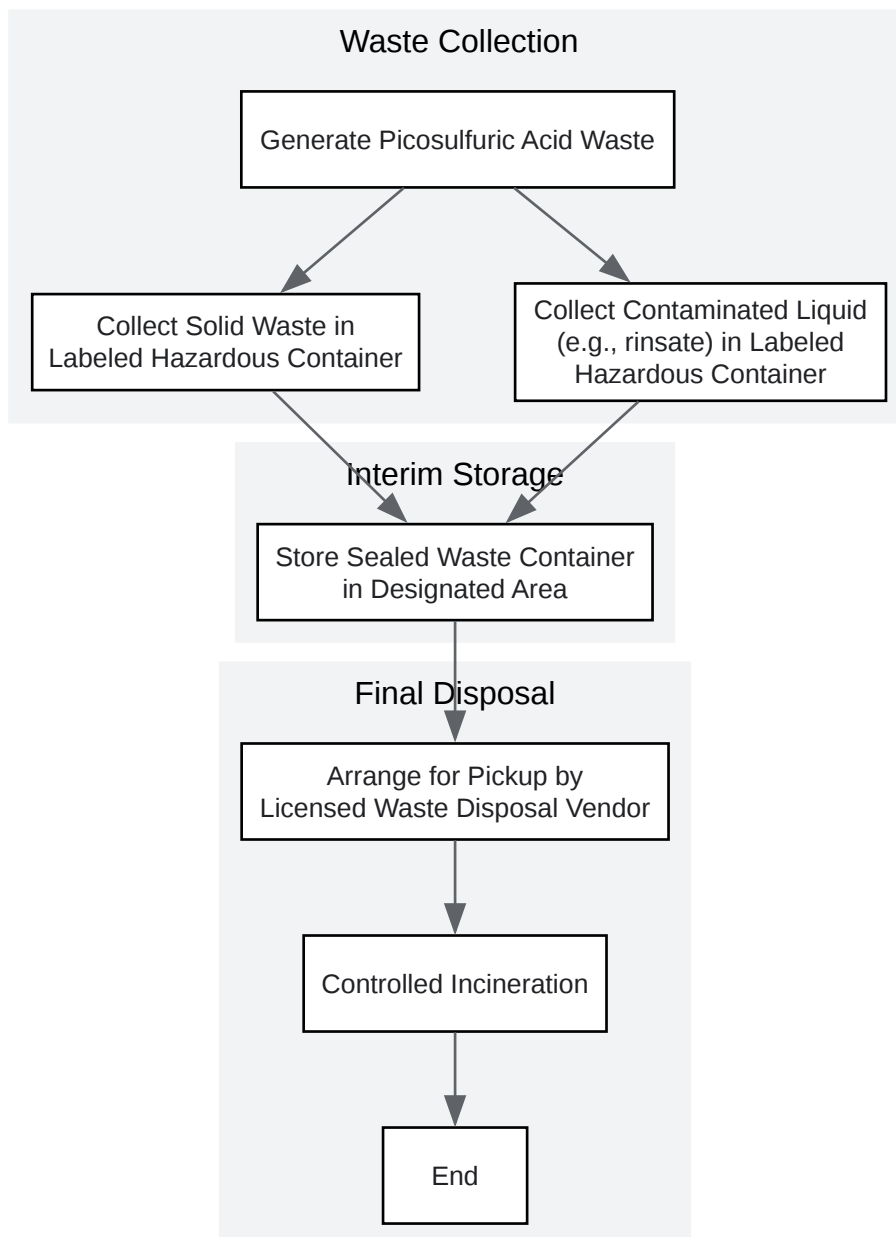 Waste Collection
Generate Picosulfuric Acid Waste
Collect Solid Waste in
Labeled Hazardous Container
Collect Contaminated Liquid
(e.g., rinsate) in Labeled
Hazardous Container
Interim Storage
Store Sealed Waste Container
in Designated Area
Final Disposal
Arrange for Pickup by
Licensed Waste Disposal Vendor
Controlled Incineration
End